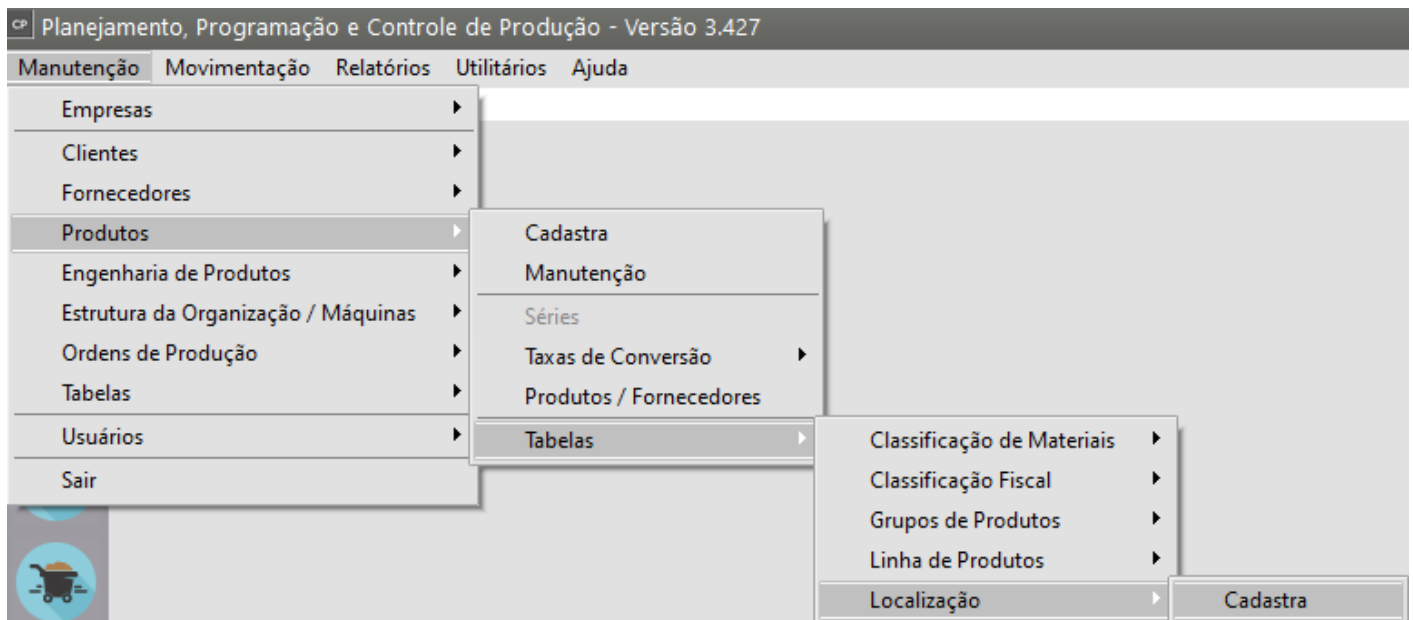 CP Planejamento, Programação e Controle de Produção - Versão 3.427
Manutenção Movimentação Relatórios Utilitários Ajuda
Empresas
Clientes
Fornecedores
Produtos
Engenharia de Produtos
Estrutura da Organização / Máquinas
Ordens de Produção
Tabelas
Usuários
Sair
Cadastra
Manutenção
Séries
Taxas de Conversão
Produtos / Fornecedores
Tabelas
Classificação de Materiais
Classificação Fiscal
Grupos de Produtos
Linha de Produtos
Localização
Cadastra